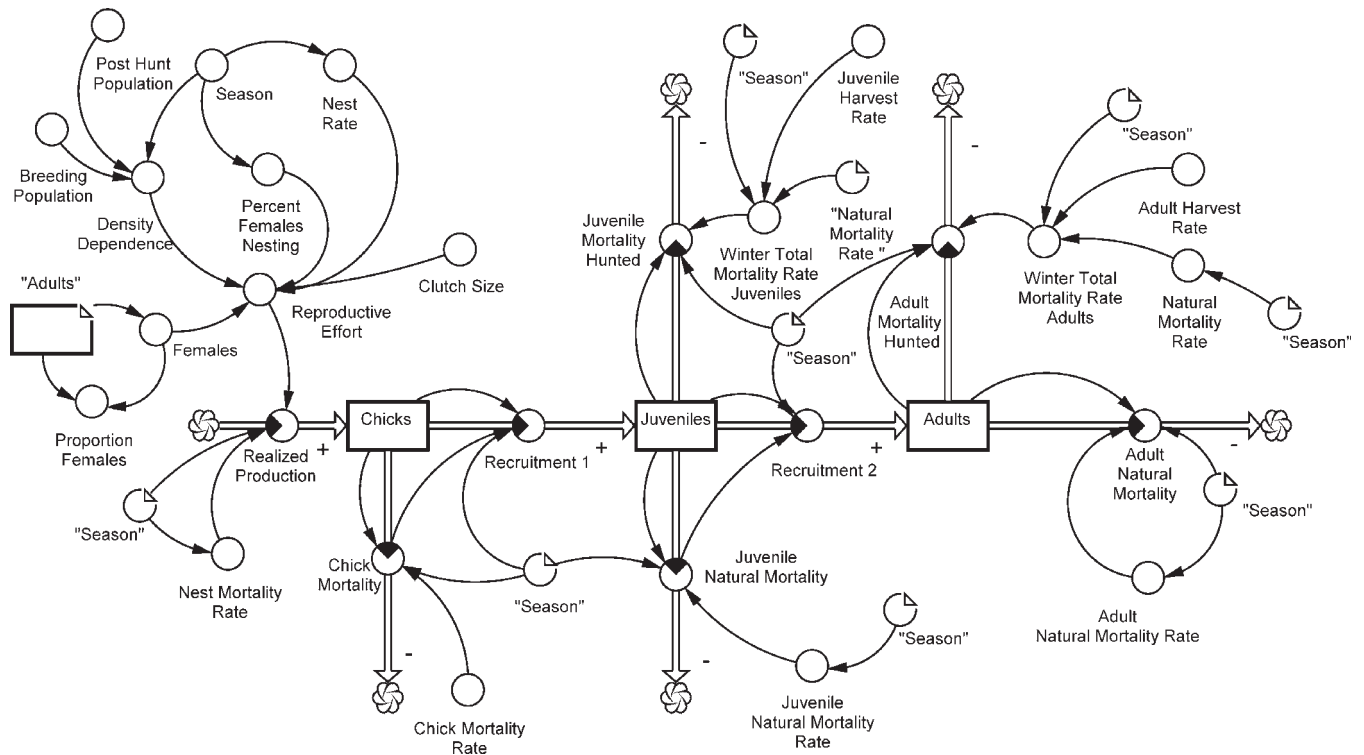 Post Hunt
Population
Season
Nest
Rate
Breeding
Population
Density
Dependence
Percent
Females
Nesting
Clutch Size
"Adults"
Females
Reproductive
Effort
Proportion
Females
Realized
Production
+
Chicks
Recruitment 1
+
Juveniles
Recruitment 2
+
Adults
Adult
Natural
Mortality
-
"Season"
Nest Mortality
Rate
Chick
Mortality
-
Chick Mortality
Rate
"Season"
Juvenile
Natural Mortality
-
"Season"
Juvenile
Natural Mortality Rate
"Season"
Juvenile
Harvest
Rate
-
Juvenile
Mortality
Hunted
Winter Total
Mortality Rate
Juveniles
"Natural
Mortality
Rate "
"Season"
Adult
Mortality
Hunted
-
"Season"
Adult Harvest
Rate
Winter Total
Mortality Rate
Adults
Natural
Mortality
Rate
"Season"
"Season"
Adult
Natural Mortality Rate